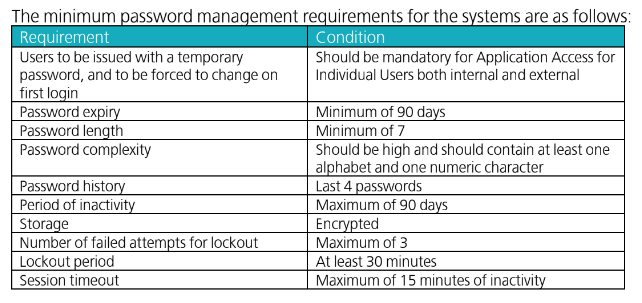 The minimum password management requirements for the systems are as follows:
Requirement Condition
Users to be issued with a temporary Should be mandatory for Application Access for
password, and to be forced to change on Individual Users both internal and external
first login
Password expiry Minimum of 90 days
Password length Minimum of 7
Password complexity Should be high and should contain at least one
alphabet and one numeric character
Password history Last 4 passwords
Period of inactivity Maximum of 90 days
Storage Encrypted
Number of failed attempts for lockout Maximum of 3
Lockout period At least 30 minutes
Session timeout Maximum of 15 minutes of inactivity